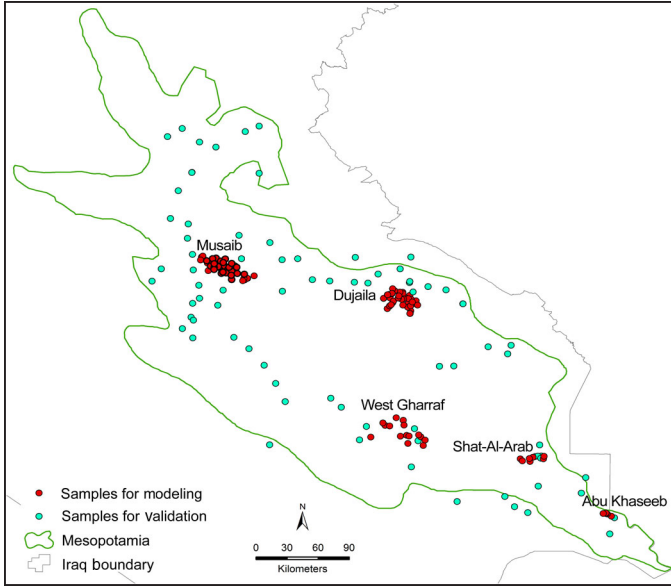 Musaib
Dujaila
West Gharraf
Shat-Al-Arab
Abu Khaseeb
Samples for modeling
Samples for validation
Mesopotamia
Iraq boundary
N
0 30 60 90
Kilometers